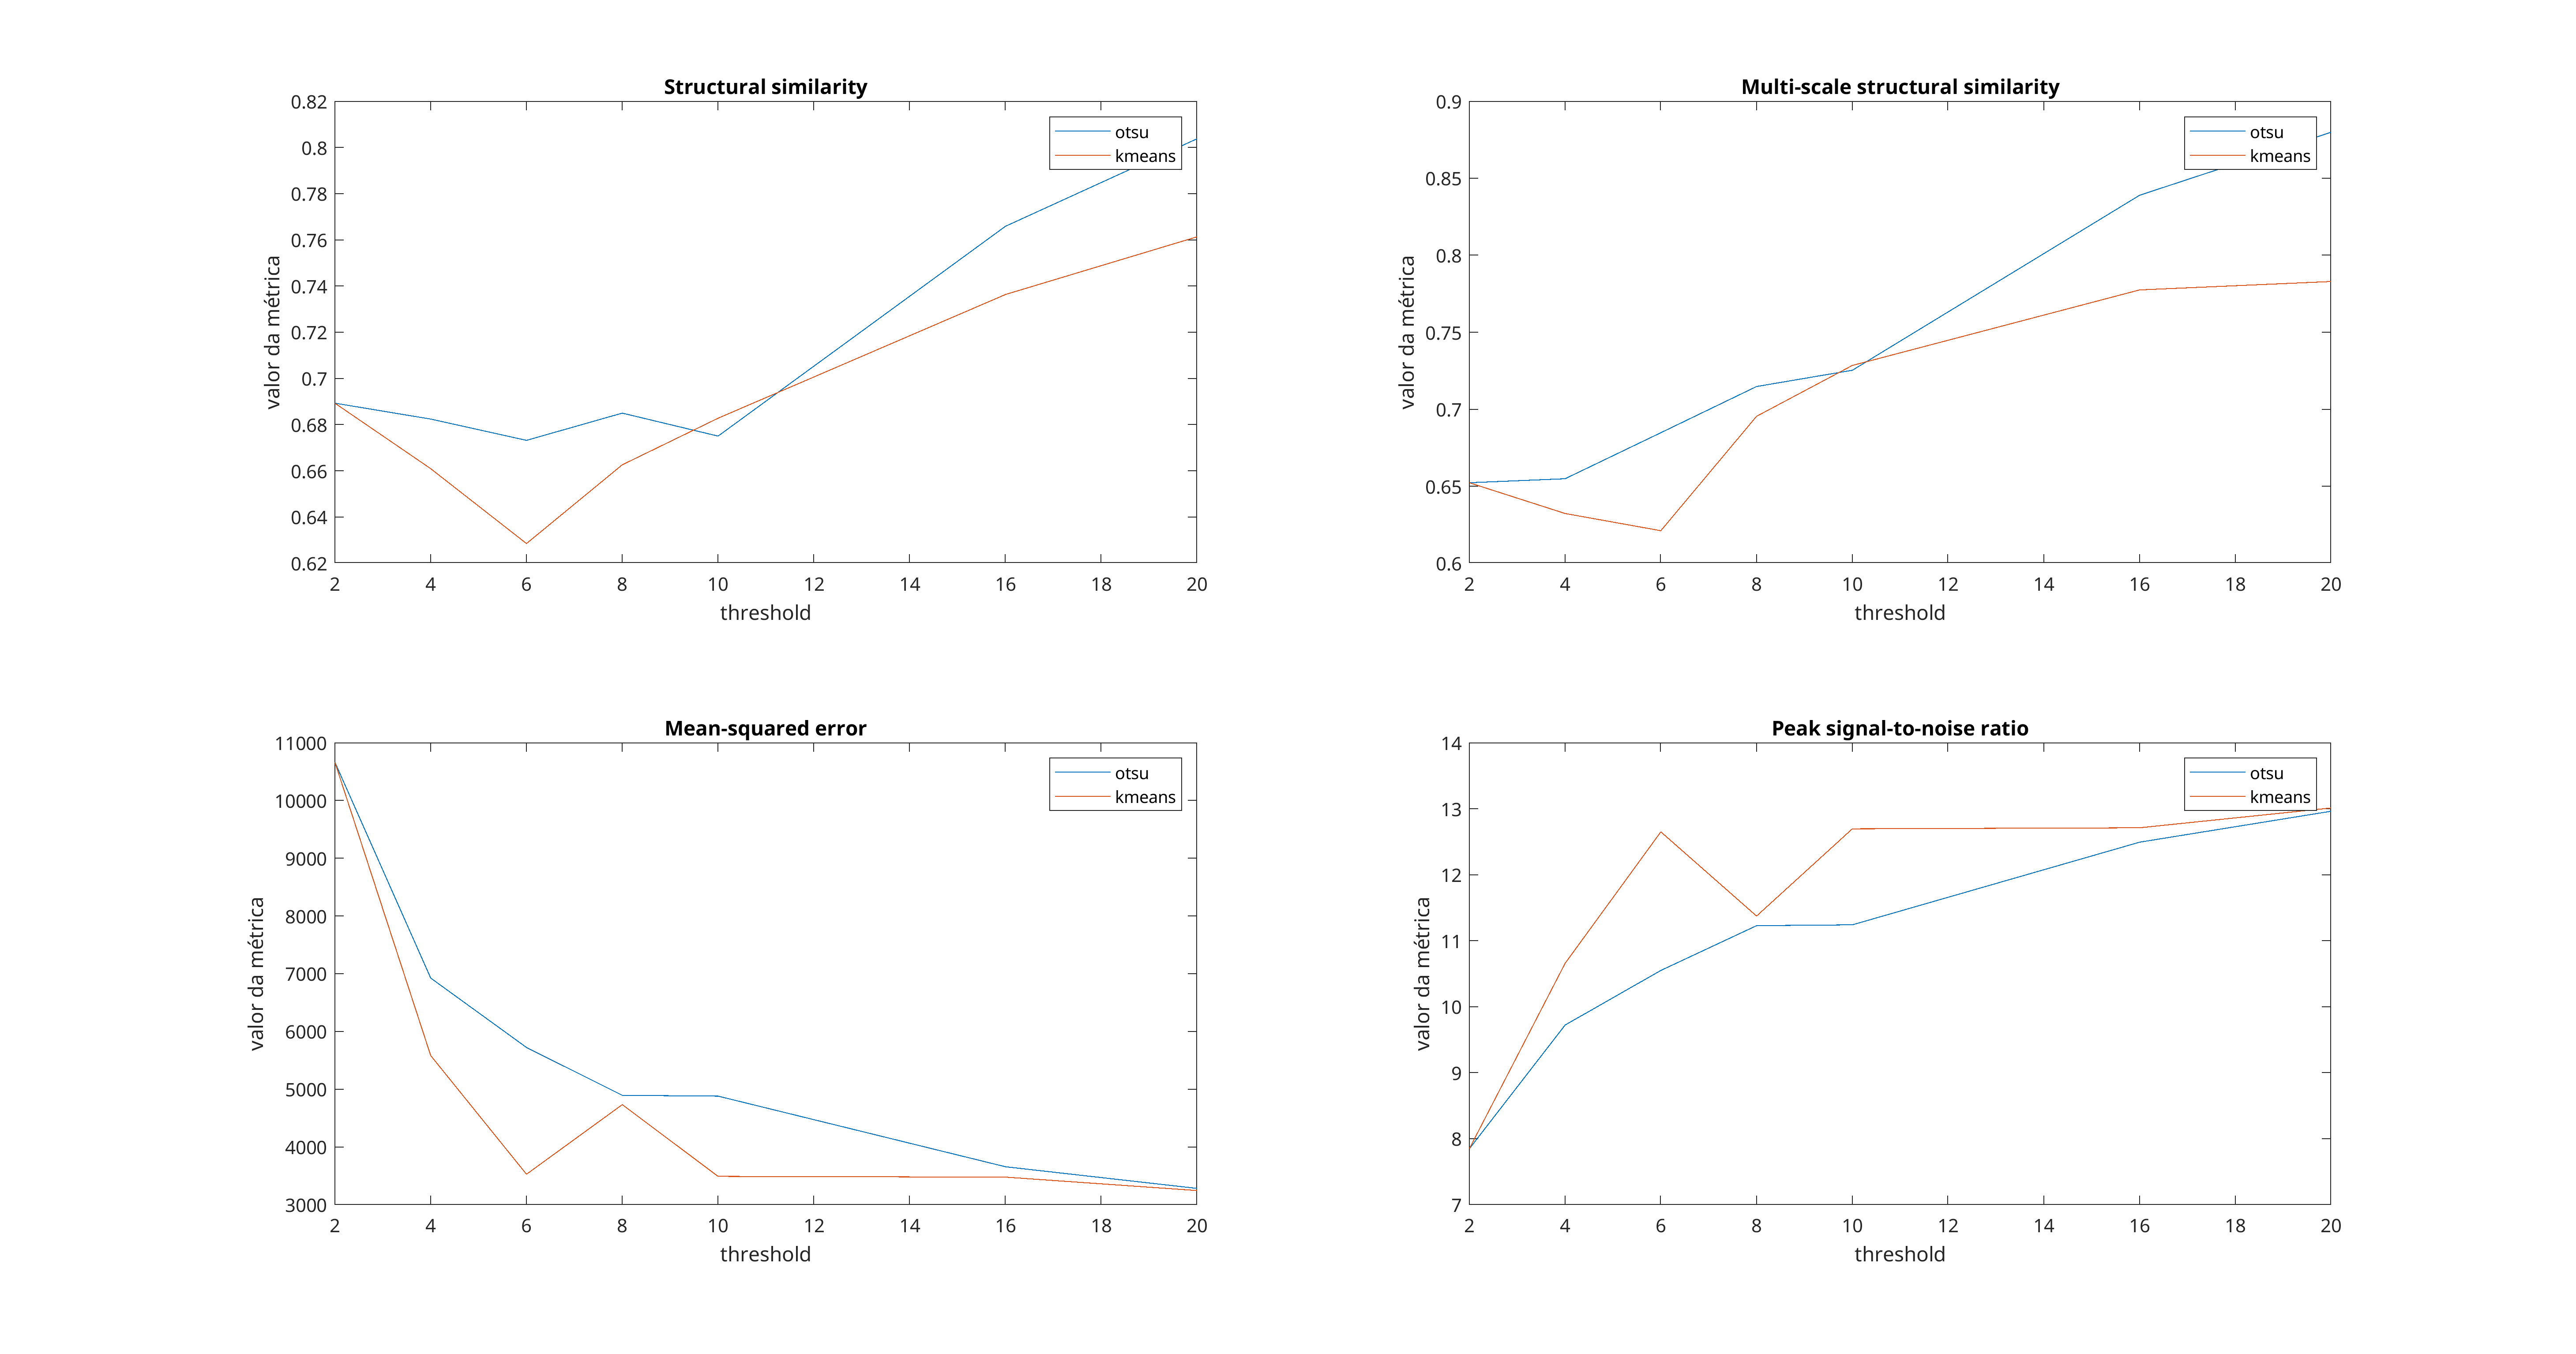 Structural similarity
0.82
0.8
0.78
0.76
0.74
0.72
0.7
0.68
0.66
0.64
0.62
valor da métrica
otsu
kmeans
2 4 6 8 10 12 14 16 18 20
threshold
Multi-scale structural similarity
0.9
0.85
0.8
0.75
0.7
0.65
0.6
valor da métrica
otsu
kmeans
2 4 6 8 10 12 14 16 18 20
threshold
Mean-squared error
11000
10000
9000
8000
7000
6000
5000
4000
3000
valor da métrica
otsu
kmeans
2 4 6 8 10 12 14 16 18 20
threshold
Peak signal-to-noise ratio
14
13
12
11
10
9
8
7
valor da métrica
otsu
kmeans
2 4 6 8 10 12 14 16 18 20
threshold